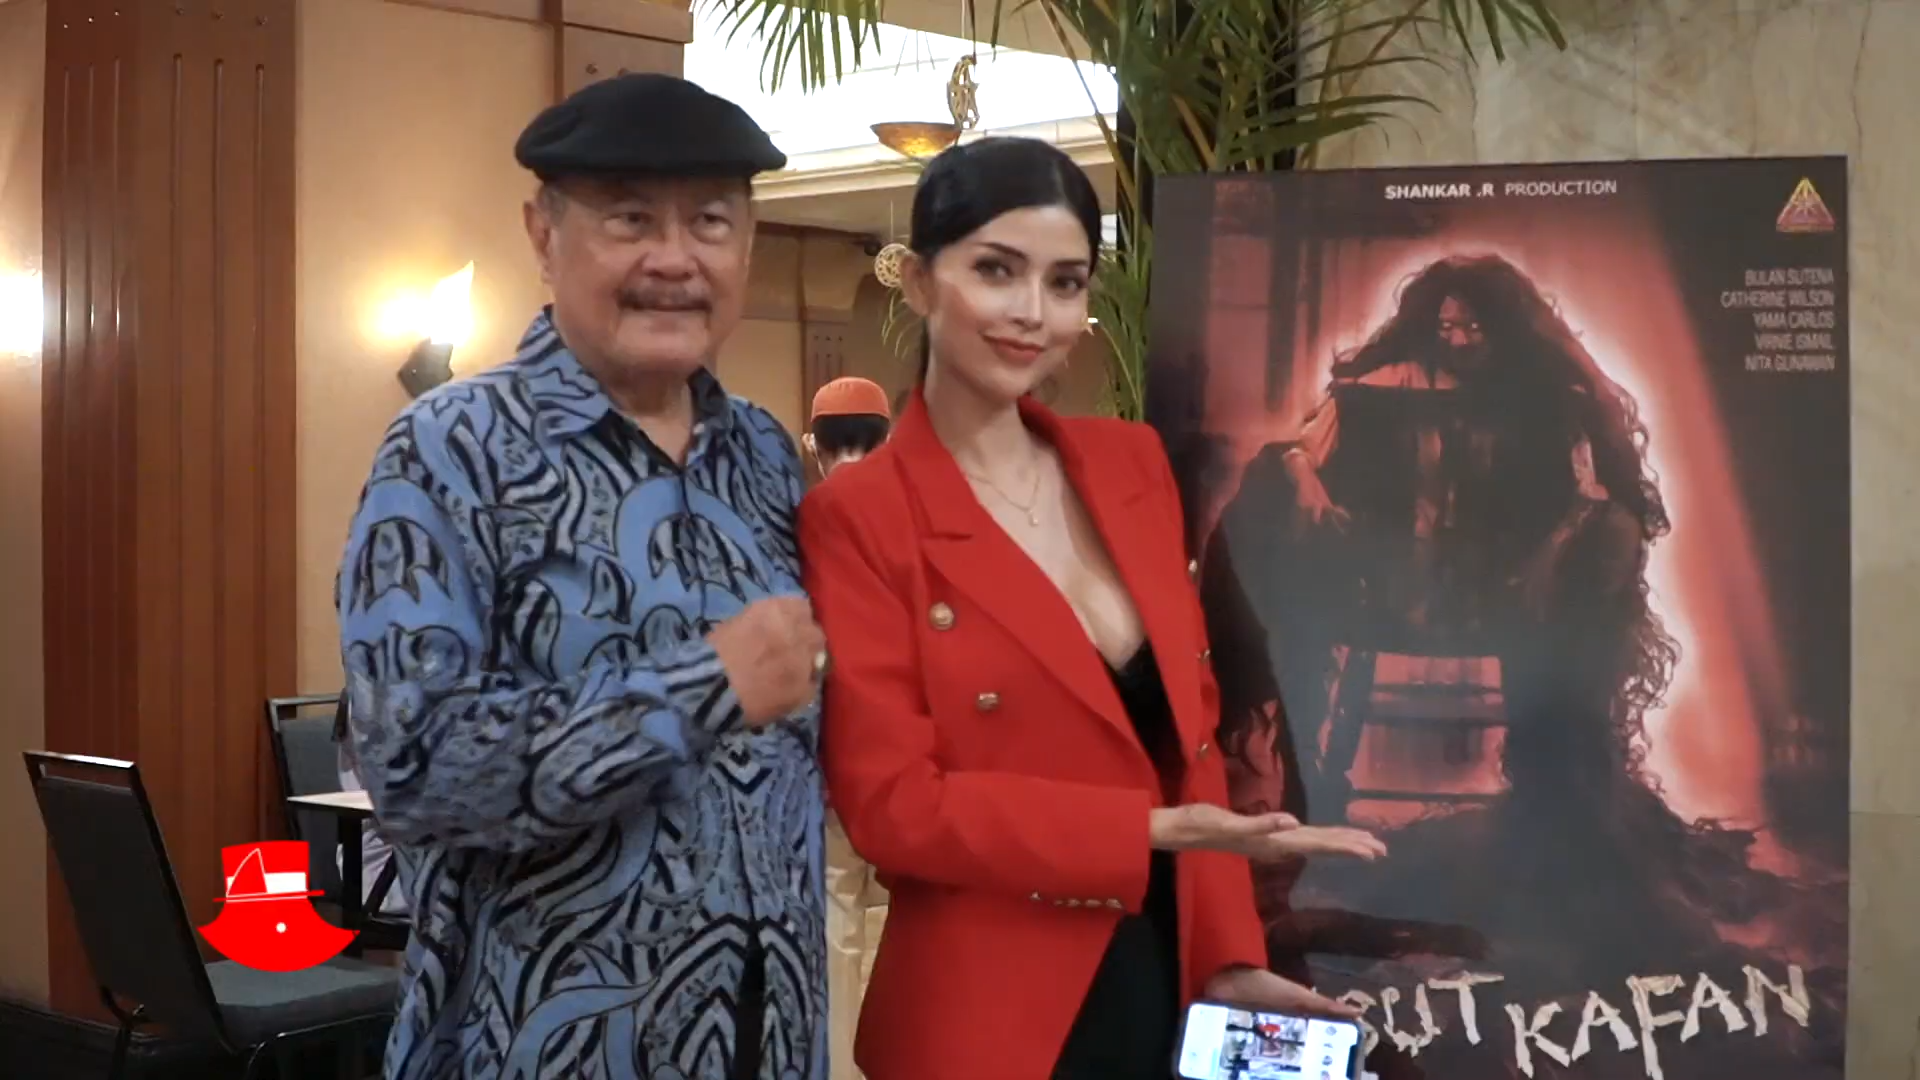 SHANKAR .R PRODUCTION
BULAN SUTENA
CATHERINE WILSON
YAMA CARLOS
VIRNIE ISMAIL
NITA GUNAWAN
KAFAN